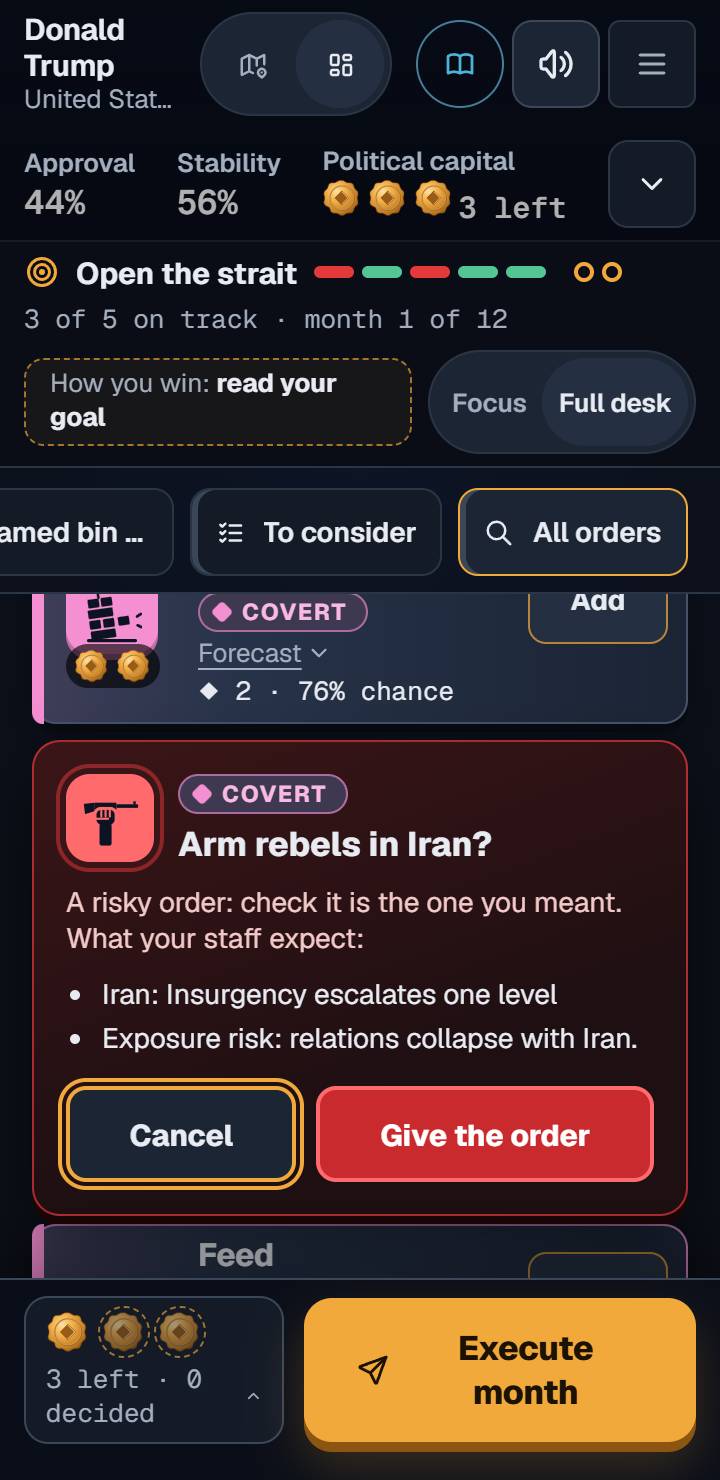 Donald
Trump
United Stat...
Approval
44%
Stability
56%
Political capital
3 left
Open the strait
3 of 5 on track · month 1 of 12
How you win: read your
goal
Focus
Full desk
amed bin ...
To consider
All orders
COVERT
Add
Forecast
2 · 76% chance
COVERT
Arm rebels in Iran?
A risky order: check it is the one you meant.
What your staff expect:
• Iran: Insurgency escalates one level
• Exposure risk: relations collapse with Iran.
Cancel
Give the order
Feed
3 left · 0
decided
Execute
month